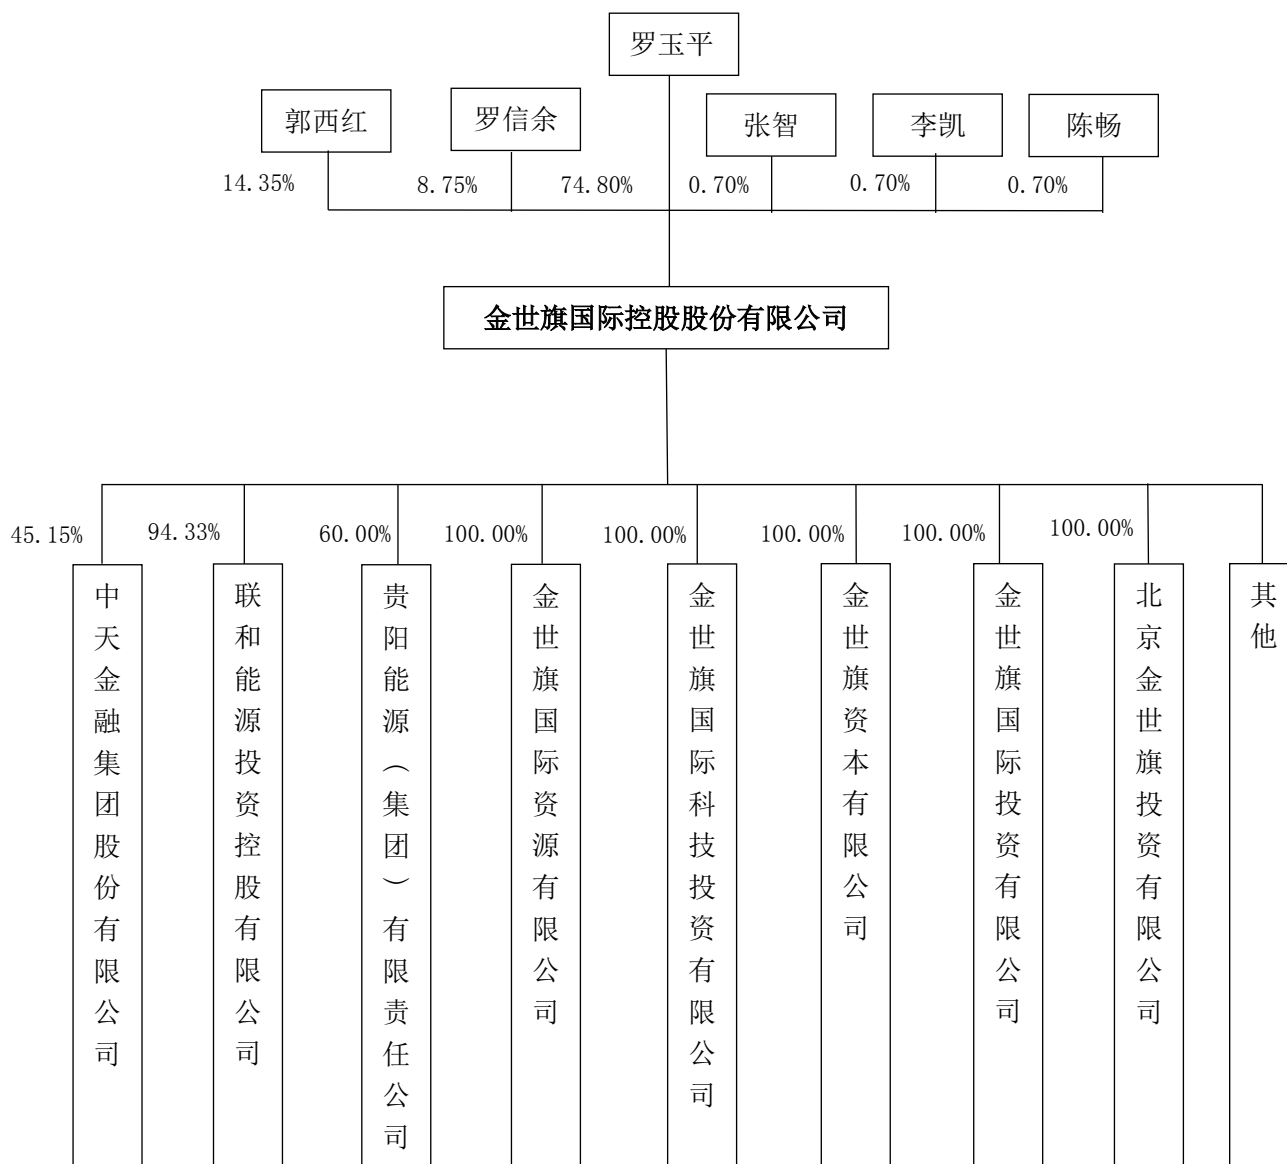 罗玉平
郭西红
罗信余
张智
李凯
陈畅
14.35%
8.75%
74.80%
0.70%
0.70%
0.70%
金世旗国际控股股份有限公司
45.15%
94.33%
60.00%
100.00%
100.00%
100.00%
100.00%
100.00%
中天金融集团股份有限公司
联和能源投资控股有限公司
贵阳能源（集团）有限责任公司
金世旗国际资源有限公司
金世旗国际科技投资有限公司
金世旗资本有限公司
金世旗国际投资有限公司
北京金世旗投资有限公司
其他